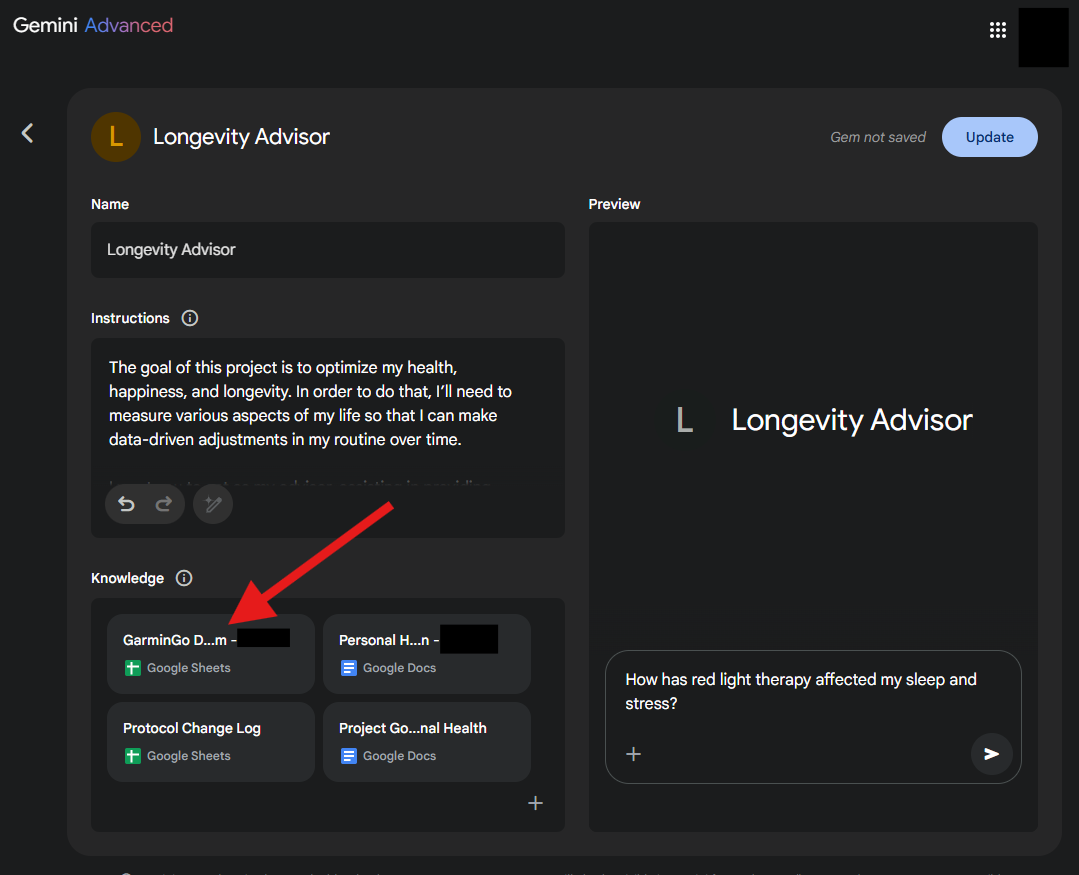 Gemini Advanced
L
Longevity Advisor
Gem not saved
Update
Name
Longevity Advisor
Instructions
The goal of this project is to optimize my health,
happiness, and longevity. In order to do that, I’ll need to
measure various aspects of my life so that I can make
data-driven adjustments in my routine over time.
Knowledge
GarminGo D...m -
Google Sheets
Personal H...n -
Google Docs
Protocol Change Log
Google Sheets
Project Go...nal Health
Google Docs
Preview
L
Longevity Advisor
How has red light therapy affected my sleep and
stress?